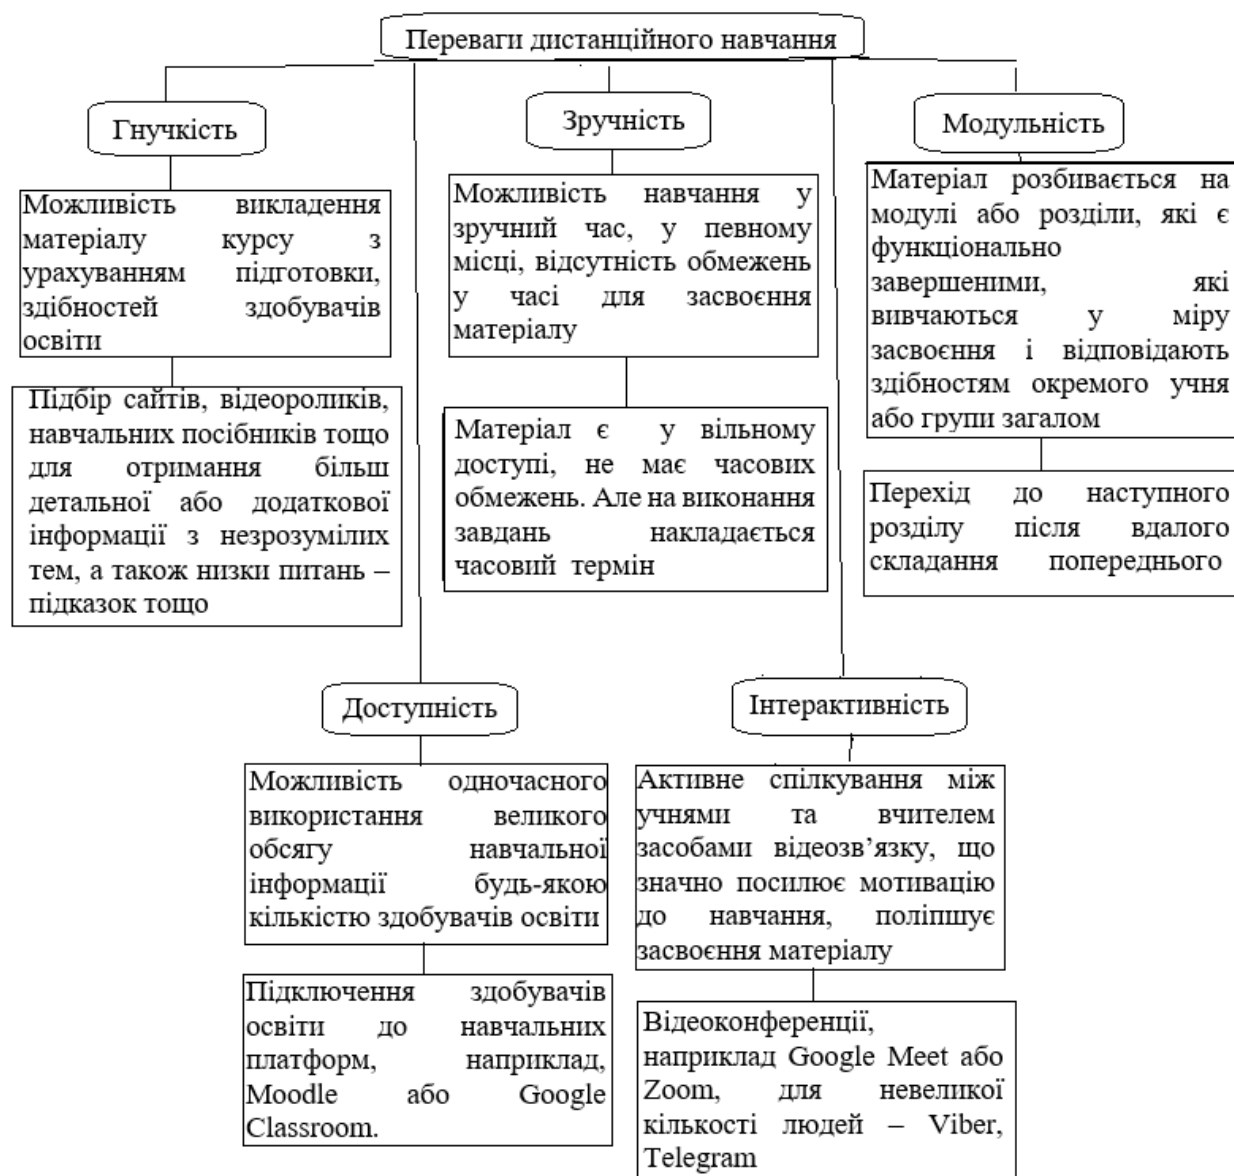 Переваги дистанційного навчання
Гнучкість
Можливість викладення
матеріалу курсу з
урахуванням підготовки,
здібностей здобувачів
освіти
Підбір сайтів, відеороликів,
навчальних посібників тощо
для отримання більш
детальної або додаткової
інформації з незрозумілих
тем, а також низки питань –
підказок тощо
Зручність
Можливість навчання у
зручний час, у певному
місці, відсутність обмежень
у часі для засвоєння
матеріалу
Матеріал є у вільному
доступі, не має часових
обмежень. Але на виконання
завдань накладається
часовий термін
Модульність
Матеріал розбивається на
модулі або розділи, які є
функціонально
завершеними, які
вивчаються у міру
засвоєння і відповідають
здібностям окремого учня
або групи загалом
Перехід до наступного
розділу після вдалого
складання попереднього
Доступність
Можливість одночасного
використання великого
обсягу навчальної
інформації будь-якою
кількістю здобувачів освіти
Підключення здобувачів
освіти до навчальних
платформ, наприклад,
Moodle або Google
Classroom.
Інтерактивність
Активне спілкування між
учнями та вчителем
засобами відеозв’язку, що
значно посилює мотивацію
до навчання, поліпшує
засвоєння матеріалу
Відеоконференції,
наприклад Google Meet або
Zoom, для невеликої
кількості людей – Viber,
Telegram